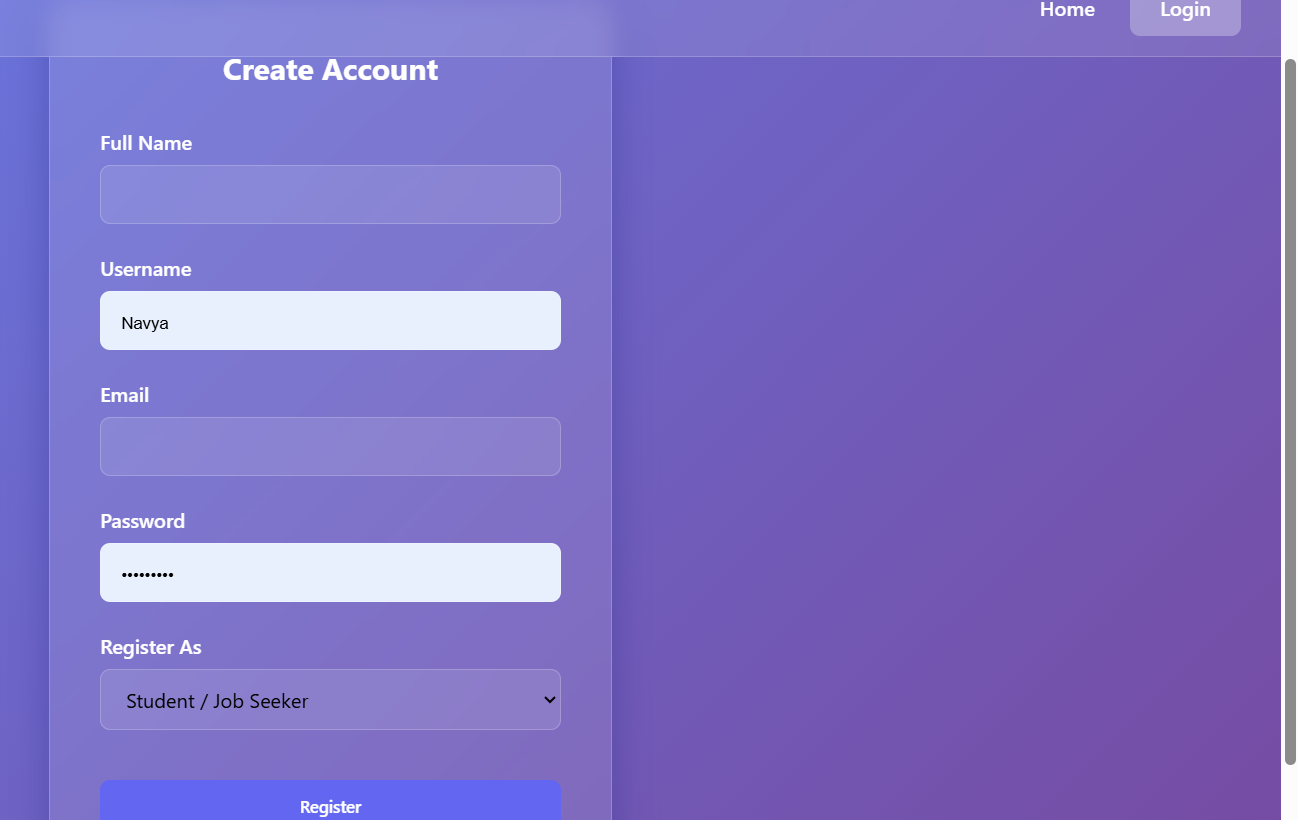 Home
Login
Create Account
Full Name
Username
Navya
Email
Password
•••••••••
Register As
Student / Job Seeker
Register